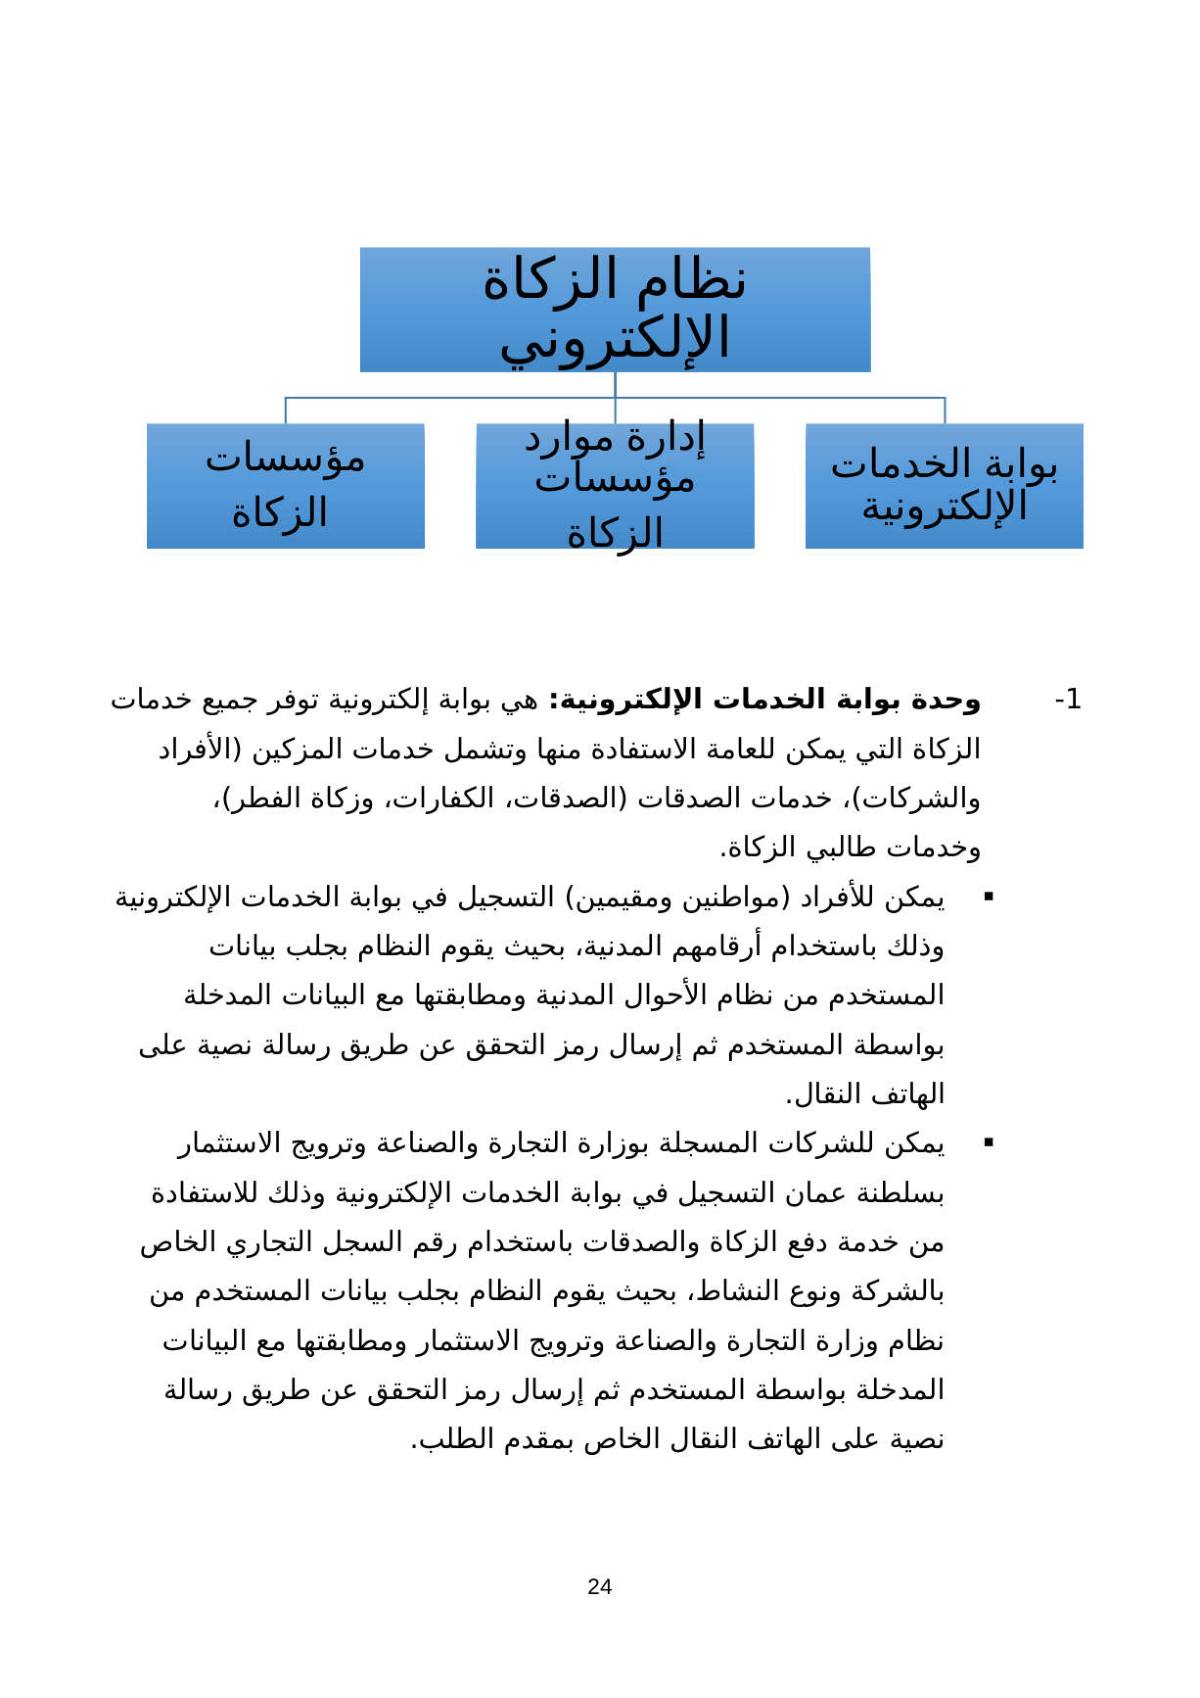 نظام الزكاة
الإلكتروني
بوابة الخدمات
الإلكترونية
إدارة موارد
مؤسسات
الزكاة
مؤسسات
الزكاة
1- وحدة بوابة الخدمات الإلكترونية: هي بوابة إلكترونية توفر جميع خدمات
الزكاة التي يمكن للعامة الاستفادة منها وتشمل خدمات المزكين (الأفراد
والشركات)، خدمات الصدقات (الصدقات، الكفارات، وزكاة الفطر)،
وخدمات طالبي الزكاة.
▪ يمكن للأفراد (مواطنين ومقيمين) التسجيل في بوابة الخدمات الإلكترونية
وذلك باستخدام أرقامهم المدنية، بحيث يقوم النظام بجلب بيانات
المستخدم من نظام الأحوال المدنية ومطابقتها مع البيانات المدخلة
بواسطة المستخدم ثم إرسال رمز التحقق عن طريق رسالة نصية على
الهاتف النقال.
▪ يمكن للشركات المسجلة بوزارة التجارة والصناعة وترويج الاستثمار
بسلطنة عمان التسجيل في بوابة الخدمات الإلكترونية وذلك للاستفادة
من خدمة دفع الزكاة والصدقات باستخدام رقم السجل التجاري الخاص
بالشركة ونوع النشاط، بحيث يقوم النظام بجلب بيانات المستخدم من
نظام وزارة التجارة والصناعة وترويج الاستثمار ومطابقتها مع البيانات
المدخلة بواسطة المستخدم ثم إرسال رمز التحقق عن طريق رسالة
نصية على الهاتف النقال الخاص بمقدم الطلب.
24